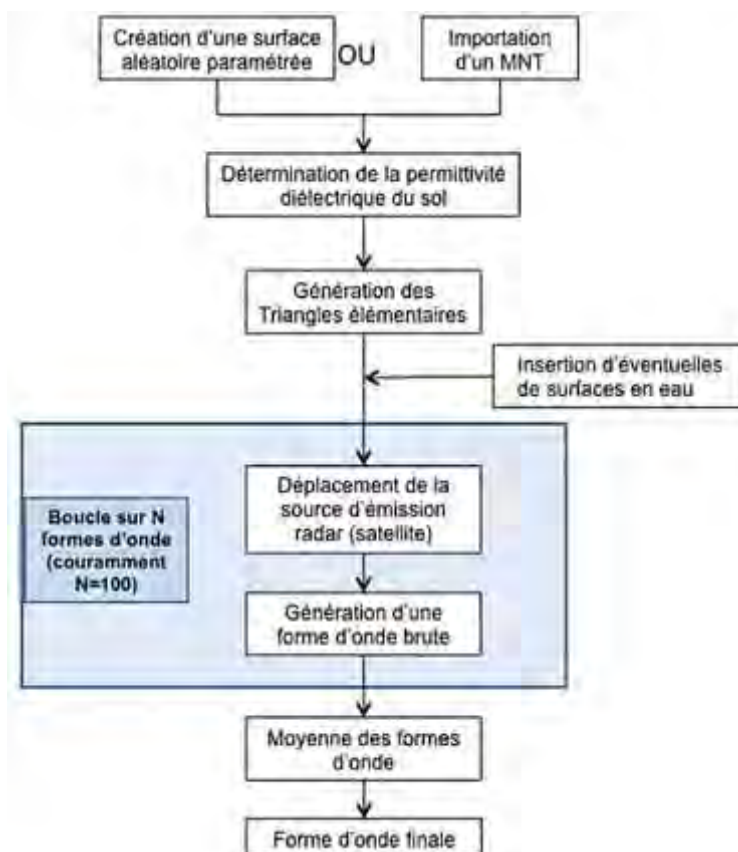 Création d'une surface
aléatoire paramétrée
OU
Importation
d'un MNT
Détermination de la permittivité
diélectrique du sol
Génération des
Triangles élémentaires
Insertion d'éventuelles
de surfaces en eau
Boucle sur N
formes d'onde
(couramment
N=100)
Déplacement de la
source d'émission
radar (satellite)
Génération d'une
forme d'onde brute
Moyenne des formes
d'onde
Forme d'onde finale